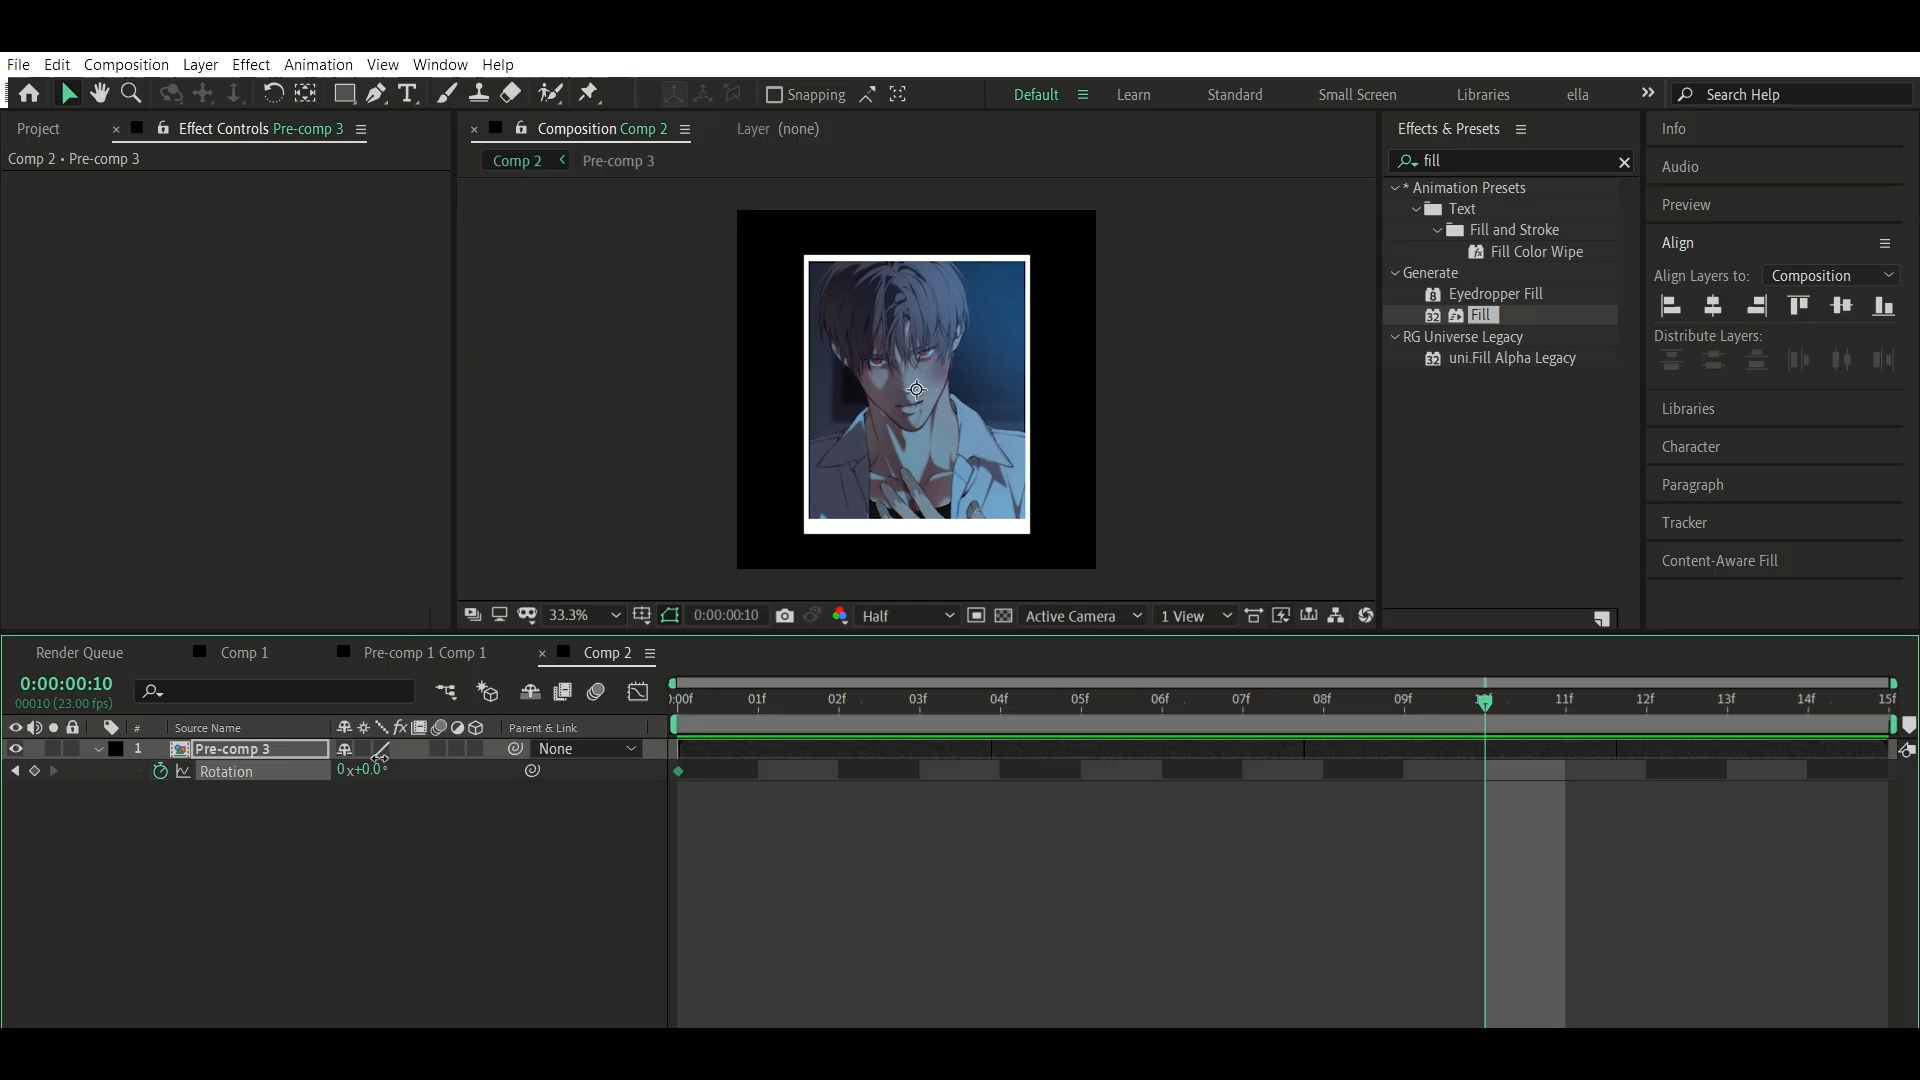 File Edit Composition Layer Effect Animation View Window Help
Snapping Default Learn Standard Small Screen Libraries ella Search Help
Project Effect Controls Pre-comp 3 Composition Comp 2 Layer (none) Effects & Presets Info
Comp 2 • Pre-comp 3
Comp 2 Pre-comp 3
fill
* Animation Presets
Text
Fill and Stroke
Fill Color Wipe
Generate
Eyedropper Fill
Fill
RG Universe Legacy
uni.Fill Alpha Legacy
Audio
Preview
Align
Align Layers to: Composition
Distribute Layers:
Libraries
Character
Paragraph
Tracker
Content-Aware Fill
33.3% 0:00:00:10 Half Active Camera 1 View
Render Queue Comp 1 Pre-comp 1 Comp 1 Comp 2
0:00:00:10
00010 (23.00 fps)
:00f 01f 02f 03f 04f 05f 06f 07f 08f 09f 11f 12f 13f 14f 15f
# Source Name Parent & Link
1 Pre-comp 3 None
Rotation 0x+0.0°